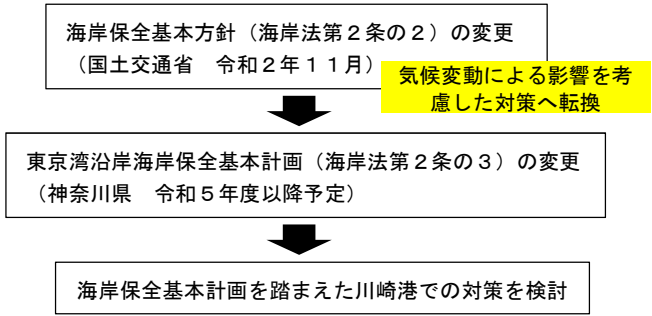 海岸保全基本方針（海岸法第２条の２）の変更
（国土交通省　令和２年１１月）
気候変動による影響を考
慮した対策へ転換
東京湾沿岸海岸保全基本計画（海岸法第２条の３）の変更
（神奈川県　令和５年度以降予定）
海岸保全基本計画を踏まえた川崎港での対策を検討